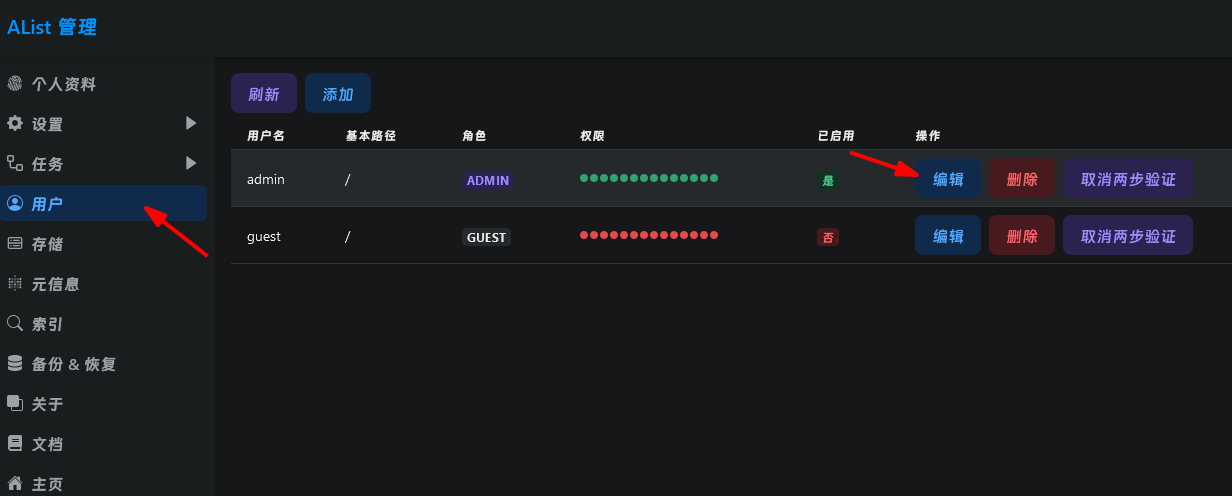 AList 管理
个人资料
设置
任务
用户
存储
元信息
索引
备份 & 恢复
关于
文档
主页
刷新 添加
用户名 基本路径 角色 权限 已启用 操作
admin / ADMIN 是 编辑 删除 取消两步验证
guest / GUEST 否 编辑 删除 取消两步验证